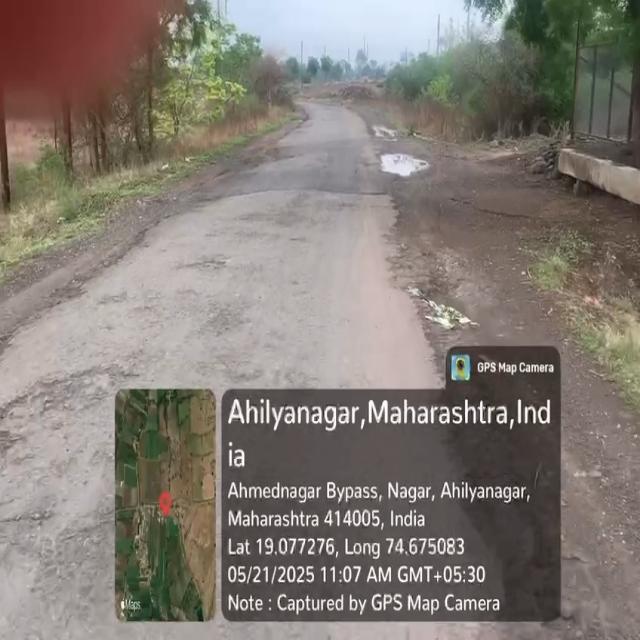 GPS Map Camera
Ahilyanagar,Maharashtra,Ind
ia
Ahmednagar Bypass, Nagar, Ahilyanagar,
Maharashtra 414005, India
Lat 19.077276, Long 74.675083
05/21/2025 11:07 AM GMT+05:30
Note : Captured by GPS Map Camera
Maps